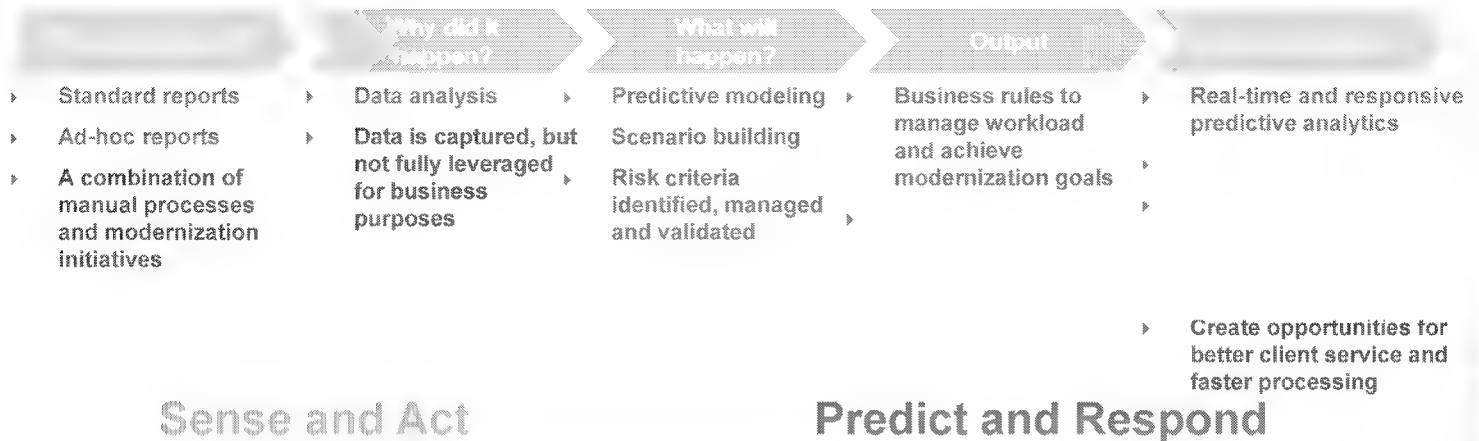 Why did it
happen?
What will
happen?
Output
Standard reports
Ad-hoc reports
A combination of
manual processes
and modernization
initiatives
Data analysis
Data is captured, but
not fully leveraged
for business
purposes
Predictive modeling
Scenario building
Risk criteria
identified, managed
and validated
Business rules to
manage workload
and achieve
modernization goals
Real-time and responsive
predictive analytics
Create opportunities for
better client service and
faster processing
Sense and Act
Predict and Respond